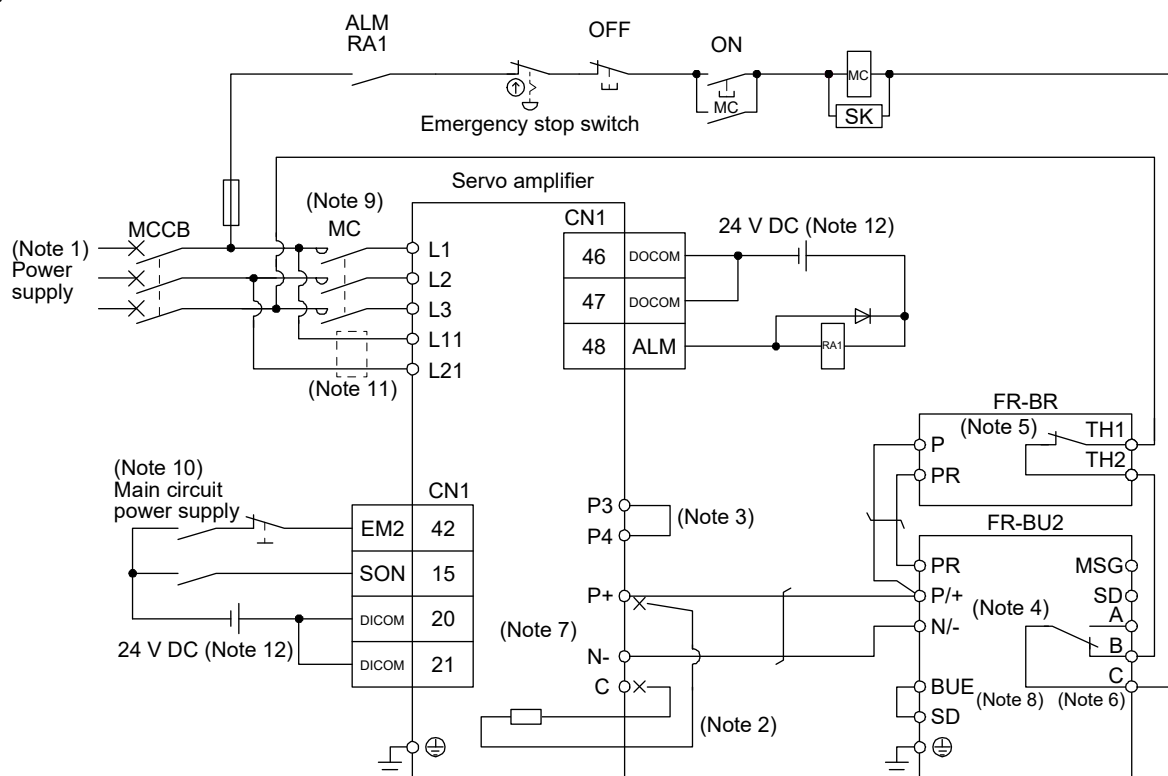 ALM
RA1
OFF
ON
MC
SK
MC
Emergency stop switch
Servo amplifier
(Note 9)
MC
MCCB
(Note 1)
Power
supply
L1
L2
L3
L11
L21
(Note 11)
CN1
46 DOCOM
47 DOCOM
48 ALM
24 V DC (Note 12)
RA1
FR-BR
(Note 5)
P
PR
TH1
TH2
(Note 10)
Main circuit
power supply
CN1
EM2 42
SON 15
DICOM 20
DICOM 21
24 V DC (Note 12)
P3
P4
(Note 3)
P+
(Note 7)
N-
C
(Note 2)
FR-BU2
PR
P/+
N/-
BUE
SD
MSG
SD
A
B
C
(Note 4)
(Note 8)
(Note 6)